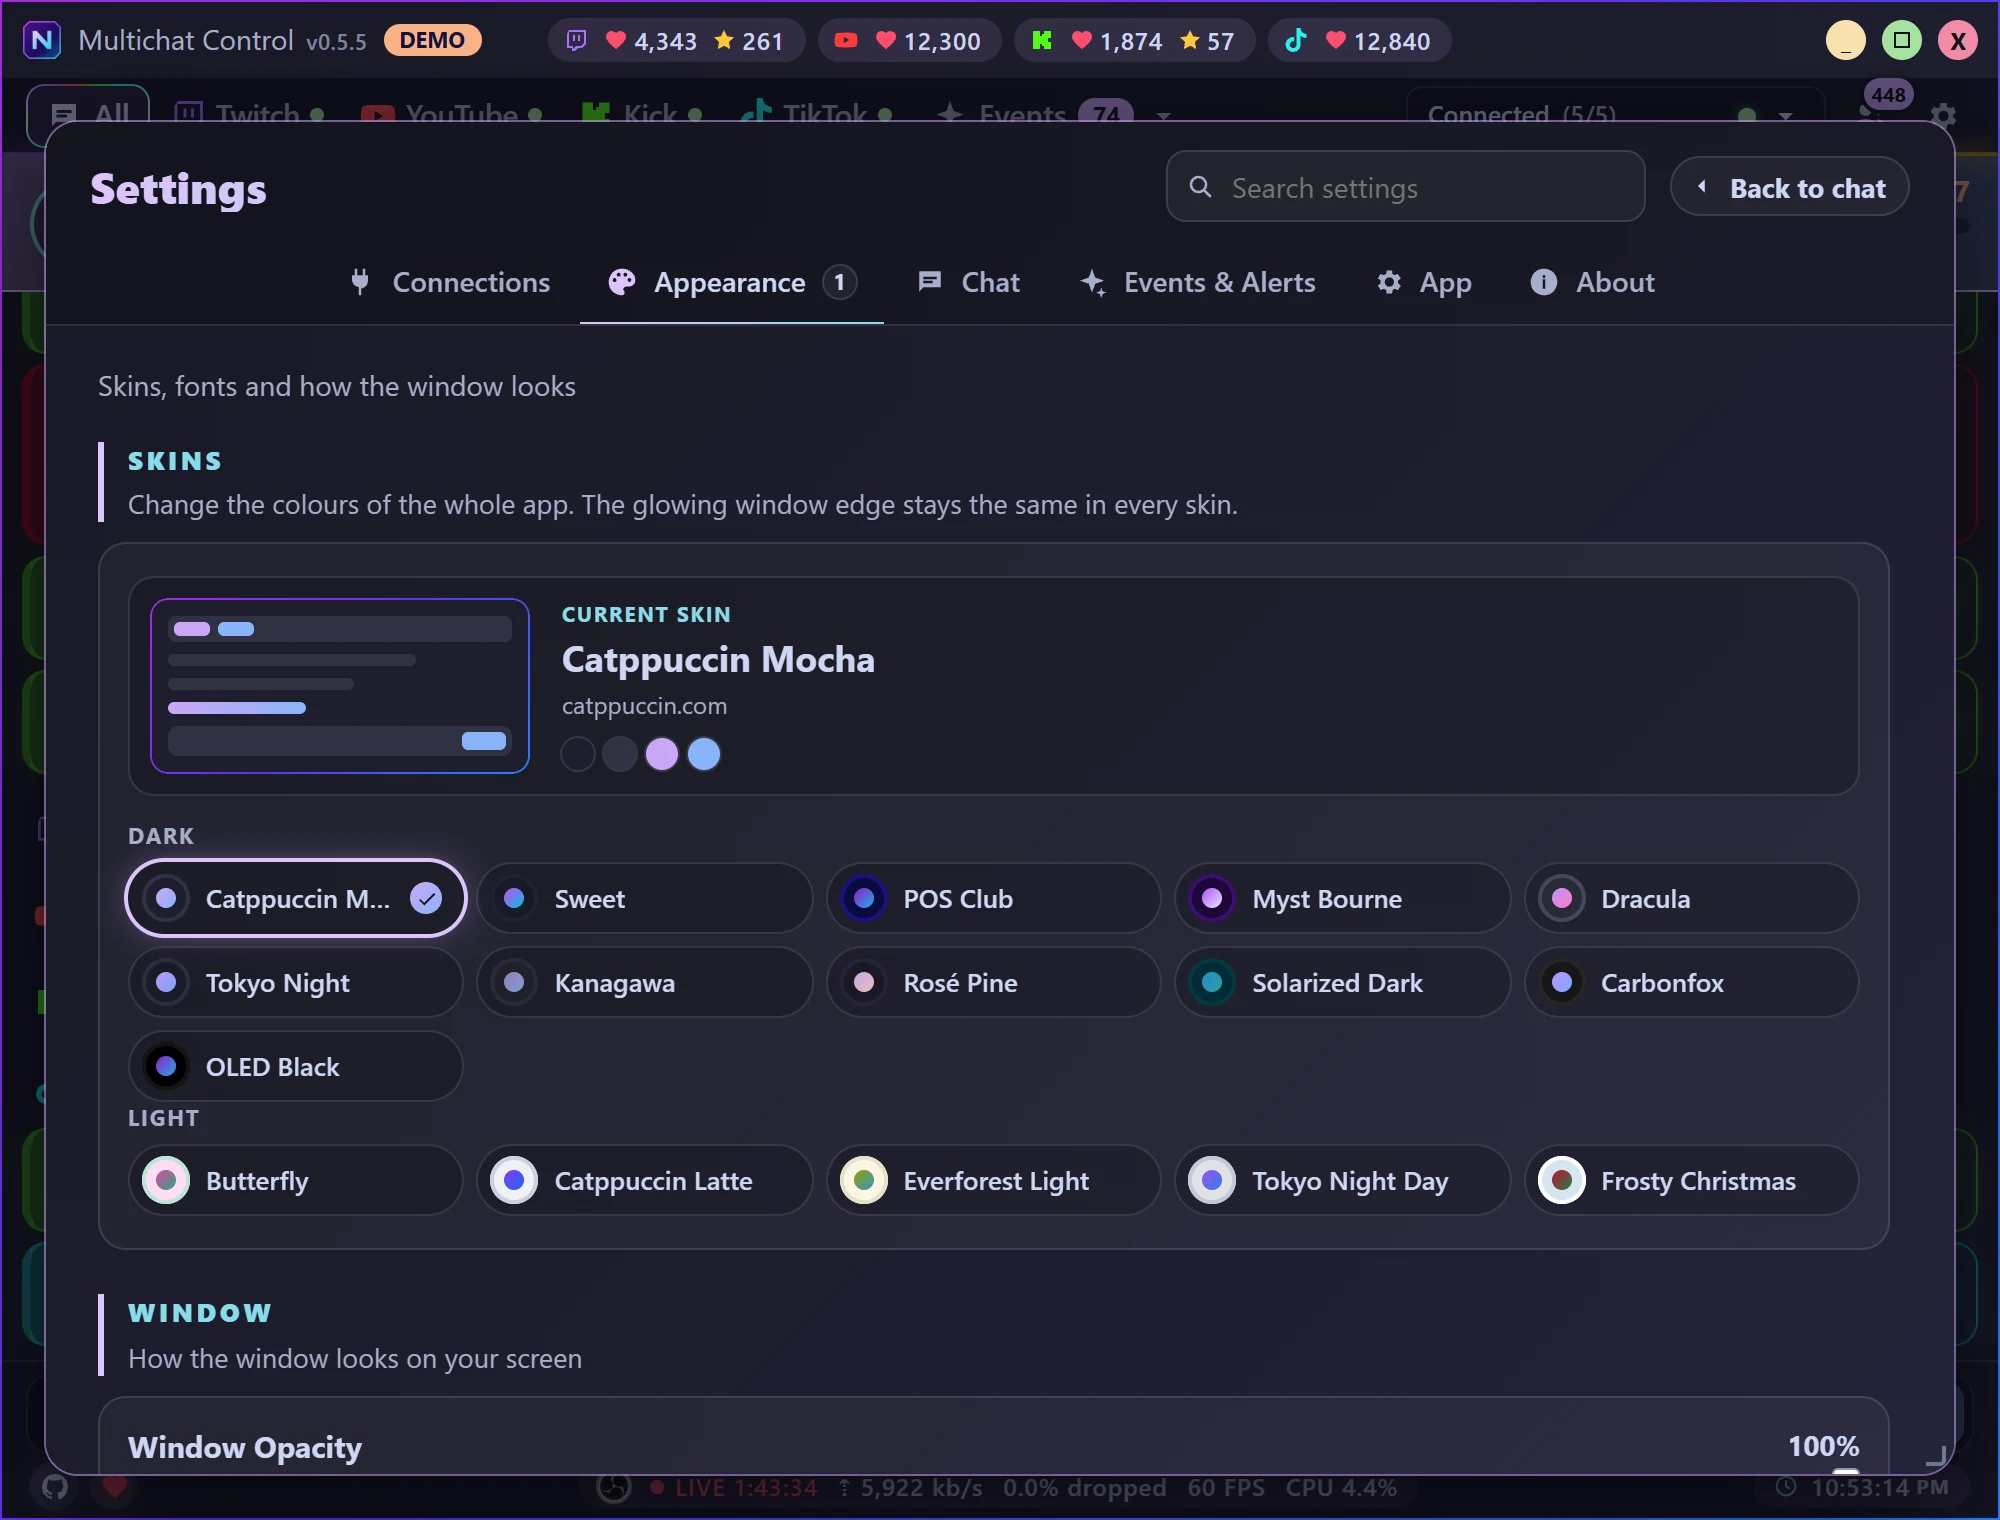 N Multichat Control v0.5.5 DEMO 4,343 261 12,300 1,874 57 12,840 _ X
All Twitch YouTube Kick TikTok Events 74 Connected (5/5) 448
Settings Search settings Back to chat
7
Connections Appearance 1 Chat Events & Alerts App About
Skins, fonts and how the window looks
SKINS
Change the colours of the whole app. The glowing window edge stays the same in every skin.
CURRENT SKIN
Catppuccin Mocha
catppuccin.com
DARK
Catppuccin M... Sweet POS Club Myst Bourne Dracula
Tokyo Night Kanagawa Rosé Pine Solarized Dark Carbonfox
OLED Black
LIGHT
Butterfly Catppuccin Latte Everforest Light Tokyo Night Day Frosty Christmas
WINDOW
How the window looks on your screen
Window Opacity 100%
LIVE 1:43:34 5,922 kb/s 0.0% dropped 60 FPS CPU 4.4% 10:53:14 PM